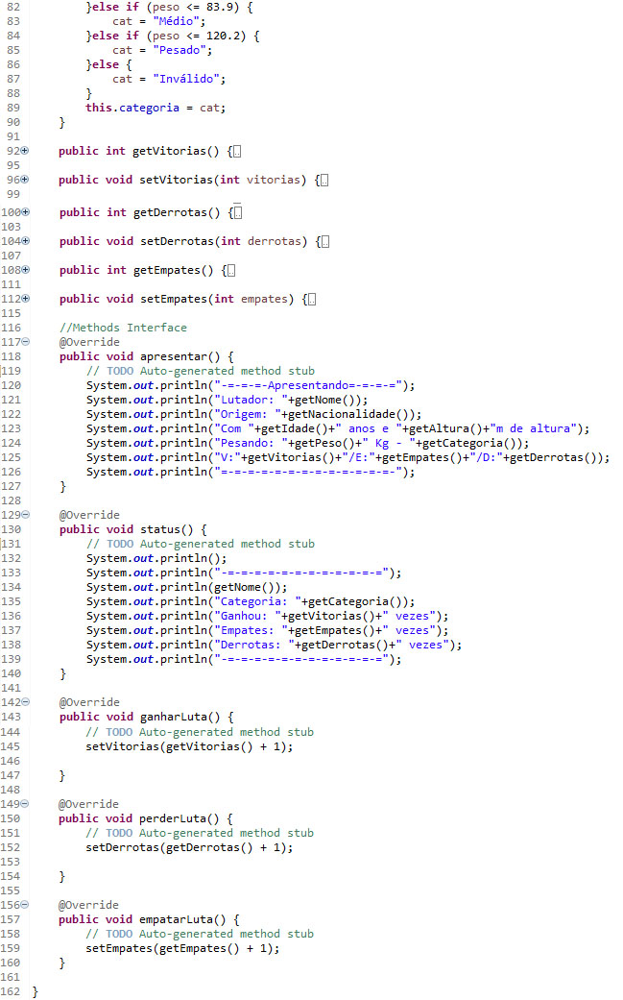 82 }else if (peso <= 83.9) {
83 cat = "Médio";
84 }else if (peso <= 120.2) {
85 cat = "Pesado";
86 }else {
87 cat = "Inválido";
88 }
89 this.categoria = cat;
90 }
91
92 public int getVitorias() {..
95
96 public void setVitorias(int vitorias) {..
99
100 public int getDerrotas() {..
103
104 public void setDerrotas(int derrotas) {..
107
108 public int getEmpates() {..
111
112 public void setEmpates(int empates) {..
115
116 //Methods Interface
117 @Override
118 public void apresentar() {
119 // TODO Auto-generated method stub
120 System.out.println("-=-=-=-Apresentando=-=-=-=");
121 System.out.println("Lutador: "+getNome());
122 System.out.println("Origem: "+getNacionalidade());
123 System.out.println("Com "+getIdade()+" anos e "+getAltura()+"m de altura");
124 System.out.println("Pesando: "+getPeso()+" Kg - "+getCategoria());
125 System.out.println("V:"+getVitorias()+"/E:"+getEmpates()+"/D:"+getDerrotas());
126 System.out.println("=-=-=-=-=-=-=-=-=-=-=-=-=-");
127 }
128
129 @Override
130 public void status() {
131 // TODO Auto-generated method stub
132 System.out.println();
133 System.out.println("-=-=-=-=-=-=-=-=-=-=-=-=");
134 System.out.println(getNome());
135 System.out.println("Categoria: "+getCategoria());
136 System.out.println("Ganhou: "+getVitorias()+" vezes");
137 System.out.println("Empates: "+getEmpates()+" vezes");
138 System.out.println("Derrotas: "+getDerrotas()+" vezes");
139 System.out.println("-=-=-=-=-=-=-=-=-=-=-=-=");
140 }
141
142 @Override
143 public void ganharLuta() {
144 // TODO Auto-generated method stub
145 setVitorias(getVitorias() + 1);
146
147 }
148
149 @Override
150 public void perderLuta() {
151 // TODO Auto-generated method stub
152 setDerrotas(getDerrotas() + 1);
153
154 }
155
156 @Override
157 public void empatarLuta() {
158 // TODO Auto-generated method stub
159 setEmpates(getEmpates() + 1);
160 }
161
162 }